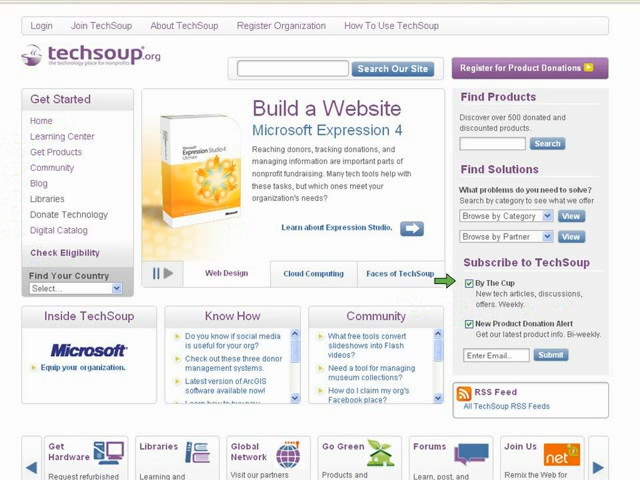 Login Join TechSoup About TechSoup Register Organization How To Use TechSoup
techsoup.org
the technology place for nonprofits
Search Our Site
Register for Product Donations
Get Started
Home
Learning Center
Get Products
Community
Blog
Libraries
Donate Technology
Digital Catalog
Check Eligibility
Find Your Country
Select...
Build a Website
Microsoft Expression 4
Reaching donors, tracking donations, and
managing information are important parts of
nonprofit fundraising. Many tech tools help with
these tasks, but which ones meet your
organization's needs?
Learn about Expression Studio.
Microsoft
Expression Studio 4
Ultimate
Microsoft
Web Design Cloud Computing Faces of TechSoup
Find Products
Discover over 500 donated and
discounted products.
Search
Find Solutions
What problems do you need to solve?
Search by category to see what we offer
Browse by Category View
Browse by Partner View
Subscribe to TechSoup
By The Cup
New tech articles, discussions,
offers. Weekly.
New Product Donation Alert
Get our latest product info. Bi-weekly.
Enter Email... Submit
RSS Feed
All TechSoup RSS Feeds
Inside TechSoup
Microsoft
Equip your organization.
Know How
Do you know if social media
is useful for your org?
Check out these three donor
management systems.
Latest version of ArcGIS
software available now!
Learn how to buy new
Community
What free tools convert
slideshows into Flash
videos?
Need a tool for managing
museum collections?
How do I claim my org's
Facebook place?
Get
Hardware
Request refurbished
Libraries
Learning and
Global
Network
Visit our partners
Go Green
Products and
Forums
Learn, post, and
Join Us
net
Remix the Web for